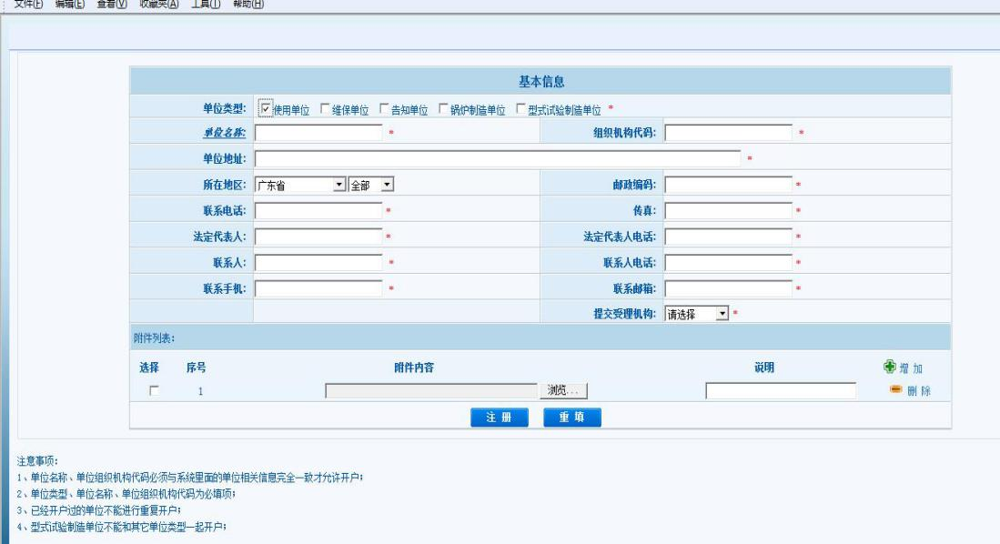 文件(F) 编辑(E) 查看(V) 收藏夹(A) 工具(T) 帮助(H)
基本信息
单位类型: 使用单位 维保单位 告知单位 锅炉制造单位 型式试验制造单位 *
单位名称: * 组织机构代码: *
单位地址: *
所在地区: 广东省 全部 邮政编码: *
联系电话: * 传真: *
法定代表人: * 法定代表人电话: *
联系人: * 联系人电话: *
联系手机: * 联系邮箱: *
提交受理机构: 请选择 *
附件列表:
选择 序号 附件内容 说明 增 加
1 浏览... 删 除
注 册 重 填
注意事项:
1、单位名称、单位组织机构代码必须与系统里面的单位相关信息完全一致才允许开户;
2、单位类型、单位名称、单位组织机构代码为必填项;
3、已经开户过的单位不能进行重复开户;
4、型式试验制造单位不能和其它单位类型一起开户;